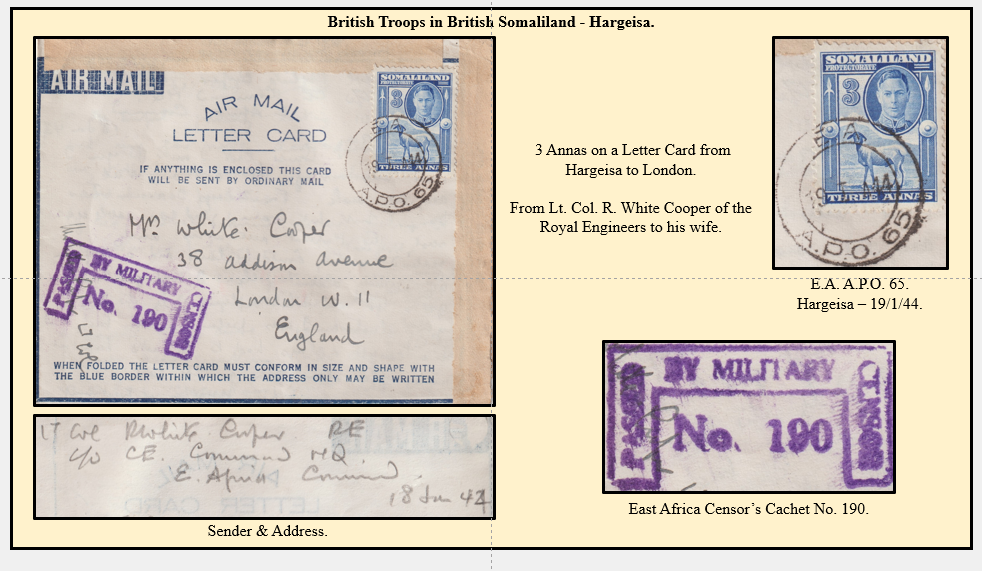 British Troops in British Somaliland - Hargeisa.
AIR MAIL
AIR MAIL
LETTER CARD
IF ANYTHING IS ENCLOSED THIS CARD
WILL BE SENT BY ORDINARY MAIL
SOMALILAND
PROTECTORATE
3
THREE ANNAS
E.A.
A.P.O. 65
Mrs White Cooper
38 Addison Avenue
London W. 11
England
PASSED
BY MILITARY
CENSOR
No. 190
WHEN FOLDED THE LETTER CARD MUST CONFORM IN SIZE AND SHAPE WITH
THE BLUE BORDER WITHIN WHICH THE ADDRESS ONLY MAY BE WRITTEN
Lt Col R White Cooper RE
c/o CE. Command HQ
E. Africa Command
18 Jan 44
Sender & Address.
3 Annas on a Letter Card from
Hargeisa to London.
From Lt. Col. R. White Cooper of the
Royal Engineers to his wife.
SOMALILAND
PROTECTORATE
3
THREE ANNAS
E.A.
A.P.O. 65
E.A. A.P.O. 65.
Hargeisa – 19/1/44.
PASSED
BY MILITARY
CENSOR
No. 190
East Africa Censor's Cachet No. 190.